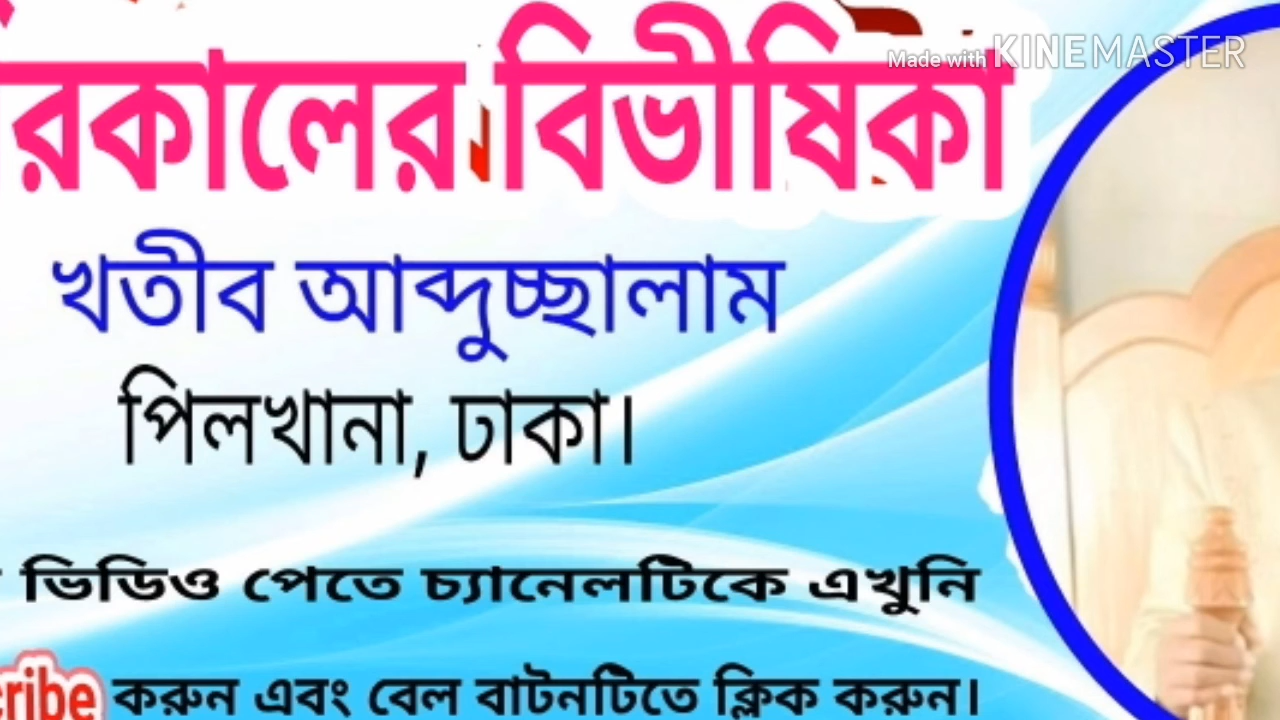 Made with KINEMASTER
রকালের বিভীষিকা
খতীব আব্দুচ্ছালাম
পিলখানা, ঢাকা।
ভিডিও পেতে চ্যানেলটিকে এখুনি
cribe করুন এবং বেল বাটনটিতে ক্লিক করুন।